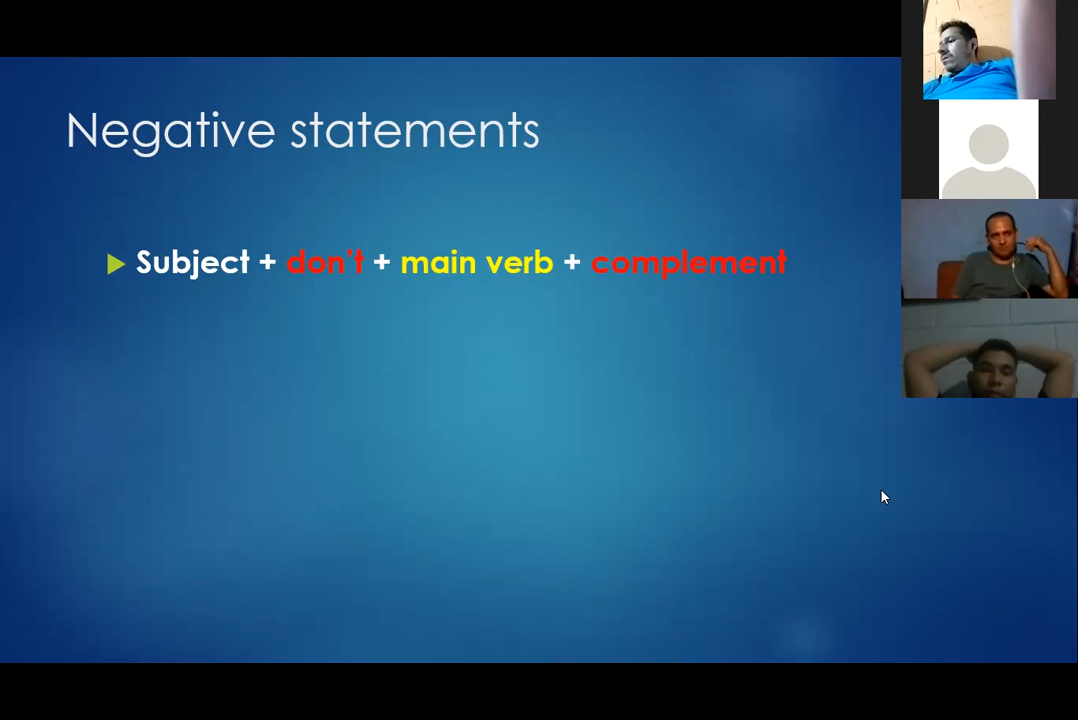 Negative statements
Subject + don't + main verb + complement